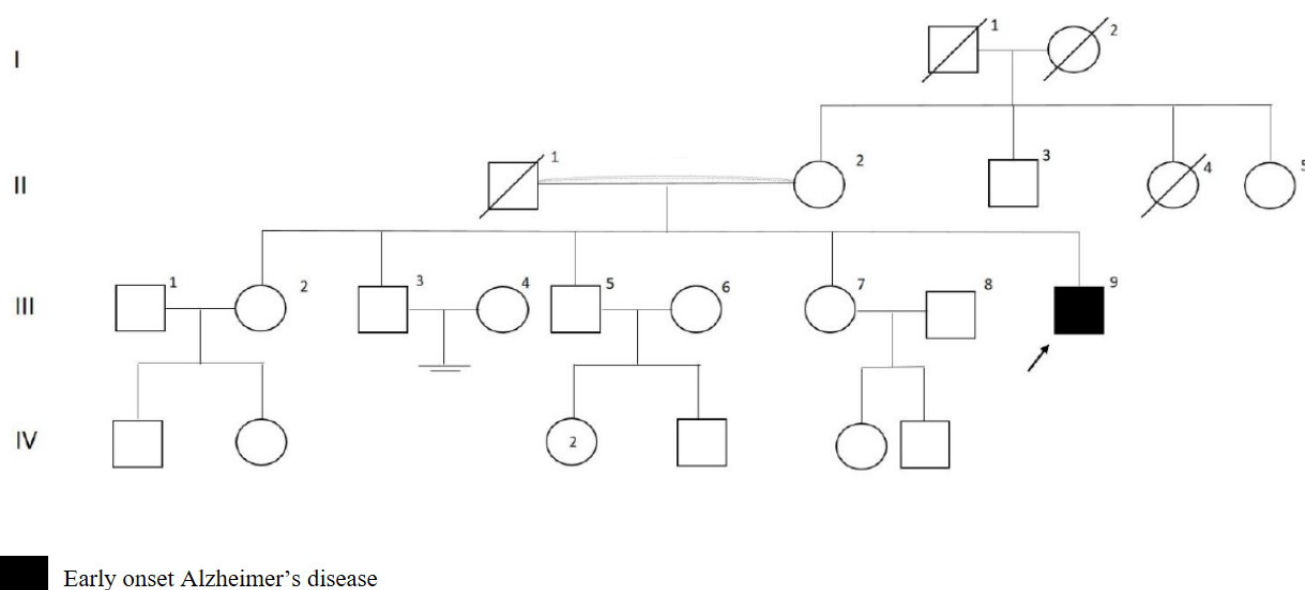 I 1 2
II 1 2 3 4 5
III 1 2 3 4 5 6 7 8 9
IV 2
Early onset Alzheimer’s disease